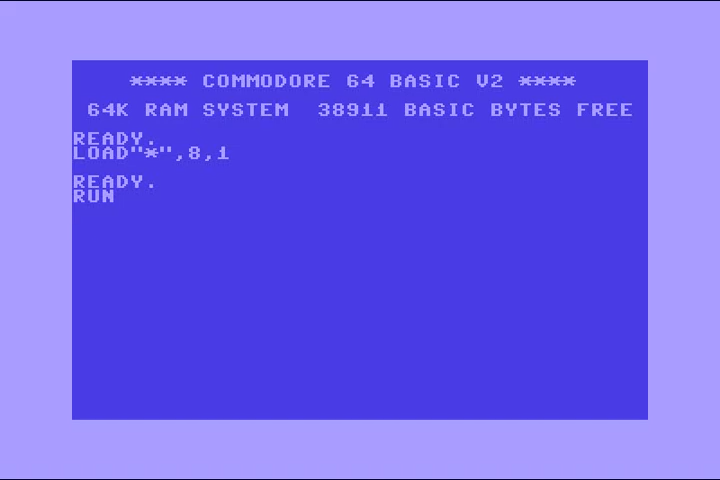 **** COMMODORE 64 BASIC V2 ****
64K RAM SYSTEM  38911 BASIC BYTES FREE
READY.
LOAD"*",8,1
READY.
RUN